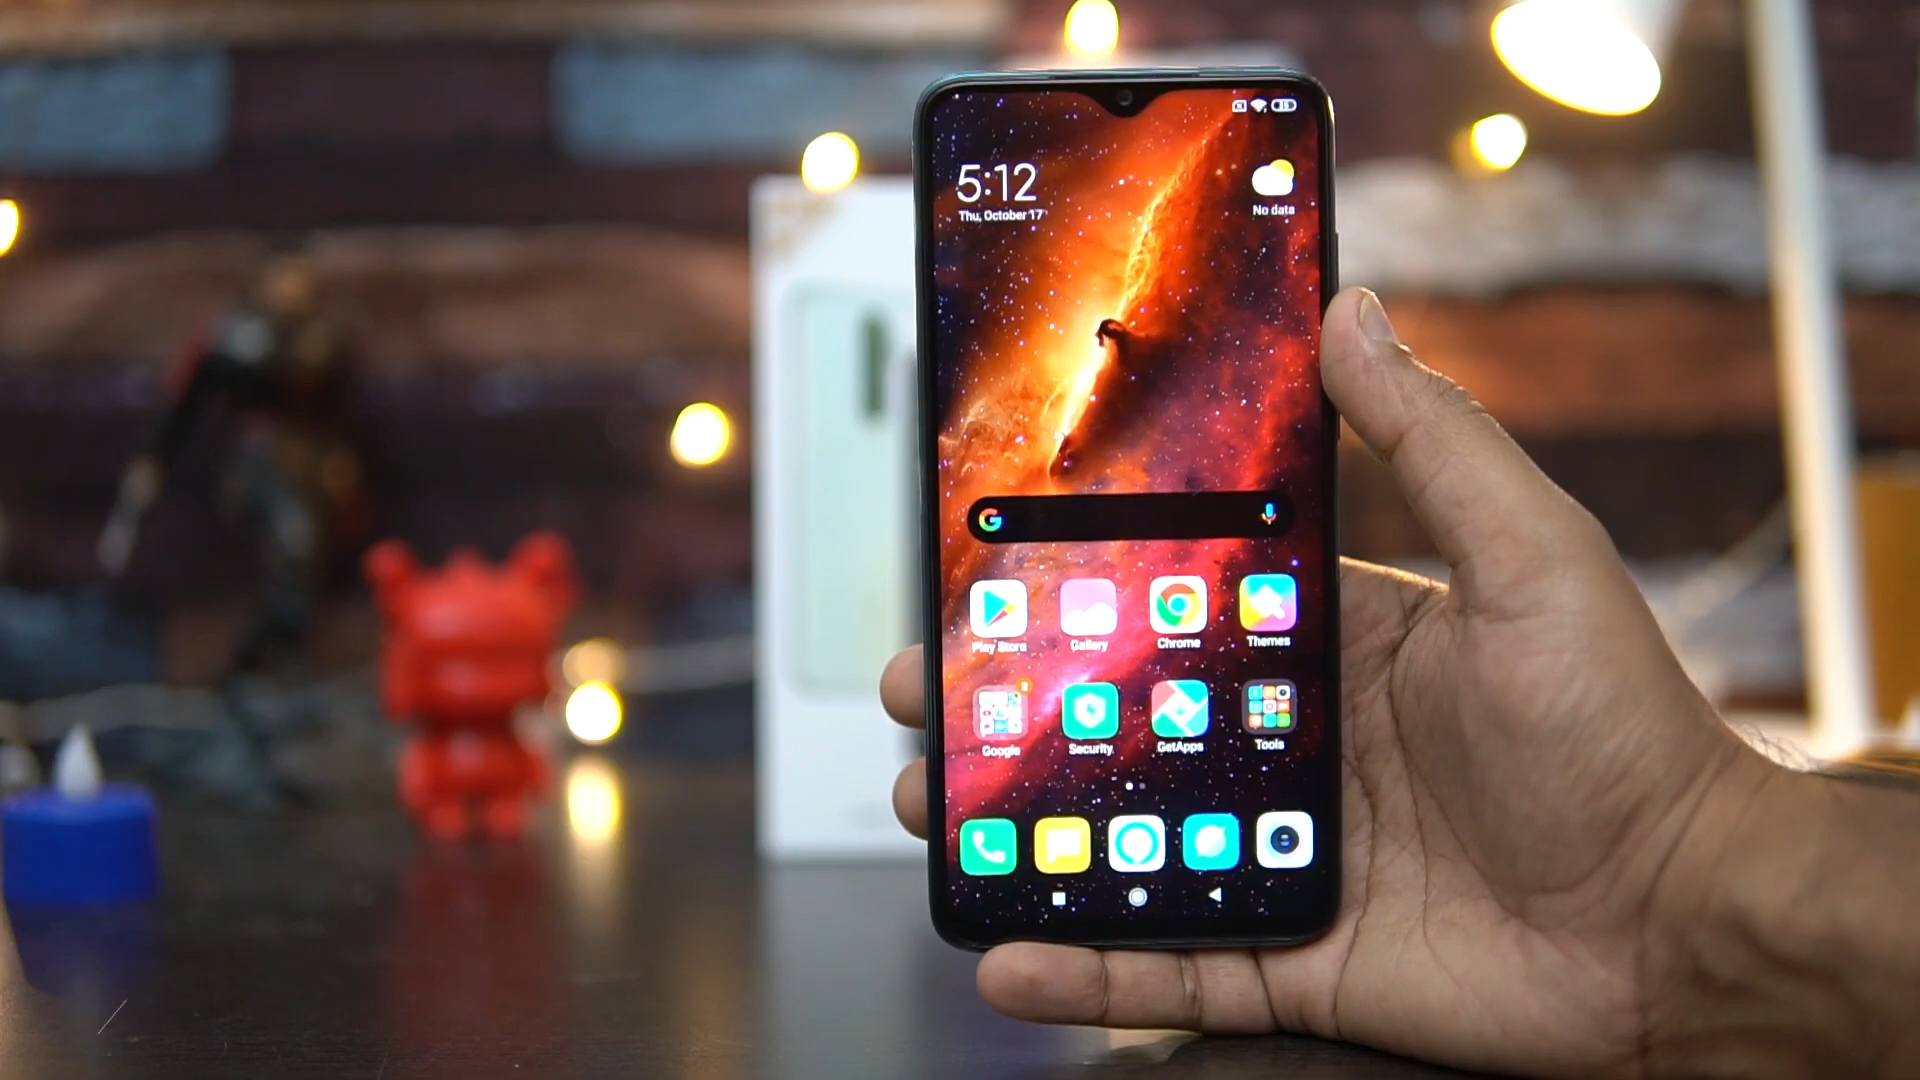 5:12
Thu, October 17
No data
Play Store
Gallery
Chrome
Themes
Google
Security
GetApps
Tools